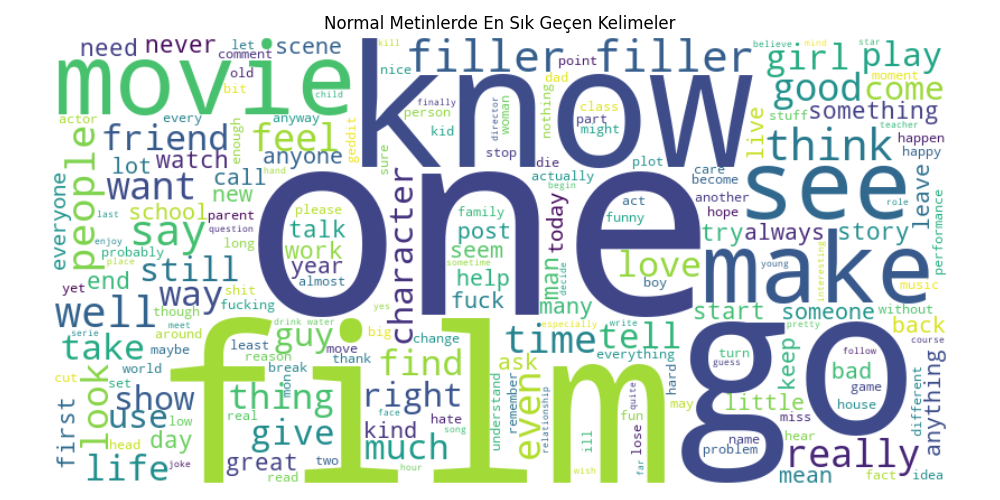 Normal Metinlerde En Sık Geçen Kelimeler
need never let scene
comment
old
bit
movie
child
know
kill
nice
filler filler
point
dad
believe mind star
girl play
moment
good come
stuff something
teacher
happen
happy
think
live
actor every anyway
friend feel
enough
geddit
anyone
sure
finally
person
kid
director
woman
stop
nothing
class
part
might
die plot
actually
begin
care
become
another
hope
see
role
leave
performance
people
everyone
lot watch
want call
hand
new
school parent
last
say question
enjoy
probably long
place
yet end still
way
shit
fucking
well though
one
please
talk
work
year
almost
character
family
post
seem
sometime
help
fuck
today
man
decide
act
funny
love
boy
many
try always story
make
young
interesting
music
start someone without
back
course
serie meet around
take maybe
world
look
cut set
first
show
use low
day
head
life joke
film
yes
drink water
guy
big
least
reason move
break thank
mon
thing
real
give
great two
read
change
find
right
face
kind hate
song
much
hour
especially write
time tell
ask everything
understand
remember
even
relationship
quite
fun
ill lose
wish far
hard
may
go
turn
guess
little
name
problem
keep
miss
hear
pretty
follow
bad
game
house
really
mean fact idea
different
anything